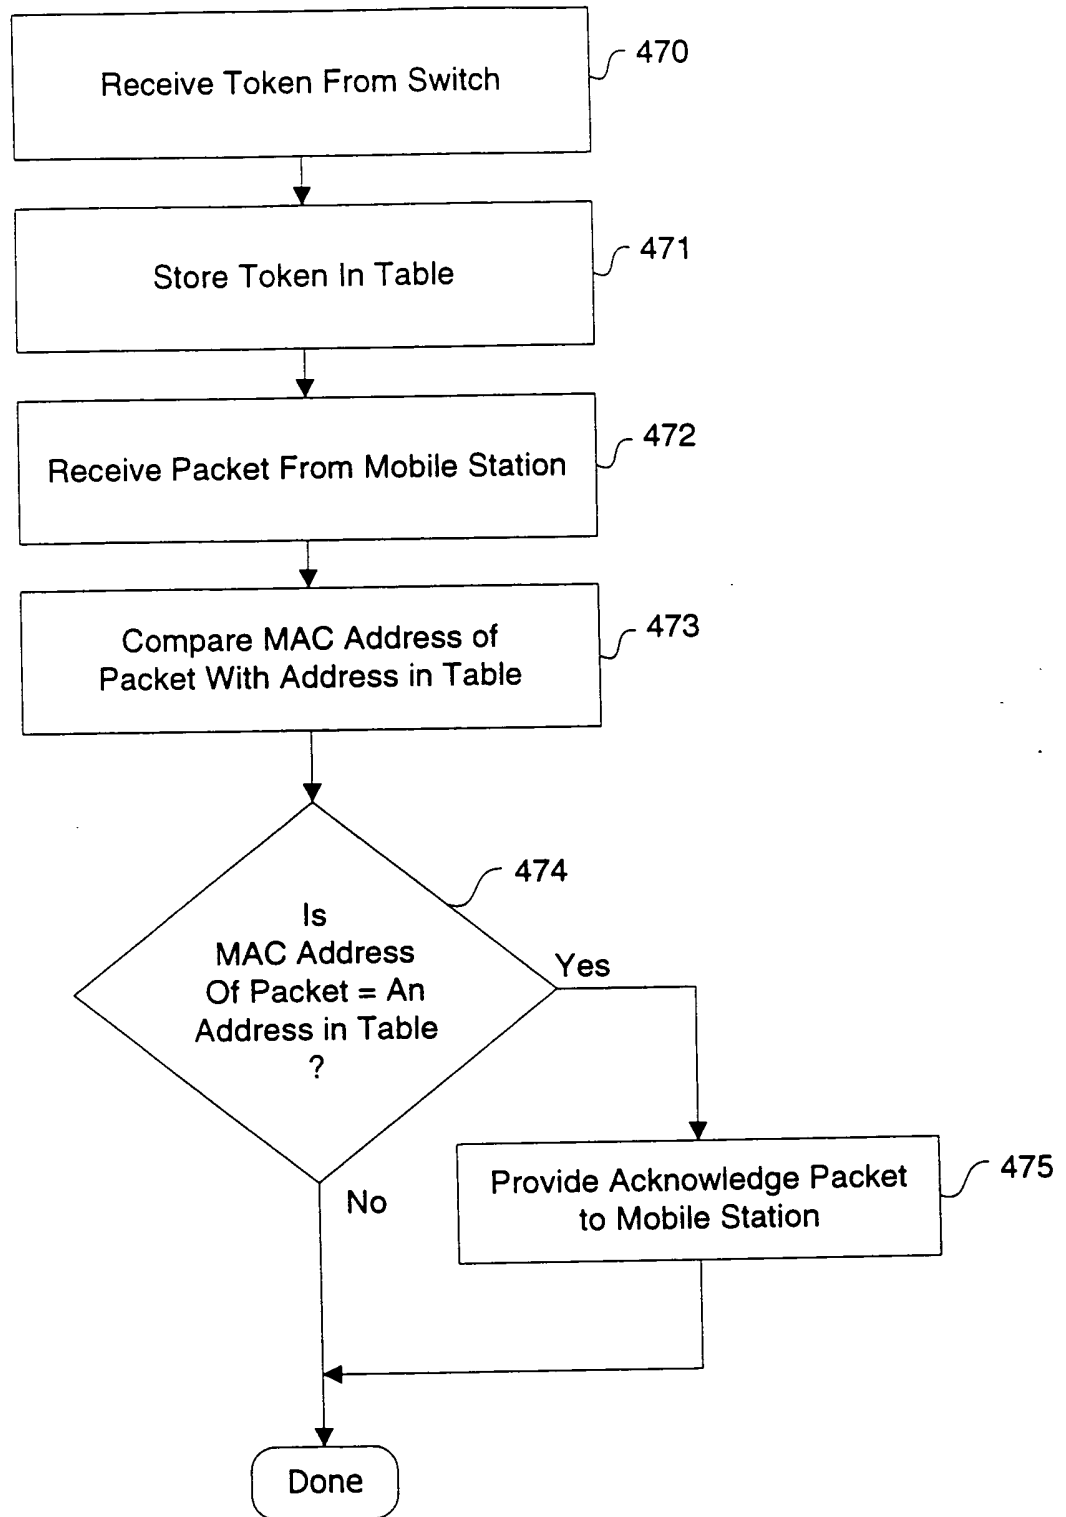 Receive Token From Switch
470
Store Token In Table
471
Receive Packet From Mobile Station
472
Compare MAC Address of
Packet With Address in Table
473
474
Is
MAC Address
Of Packet = An
Address in Table
?
Yes
No
Provide Acknowledge Packet
to Mobile Station
475
Done